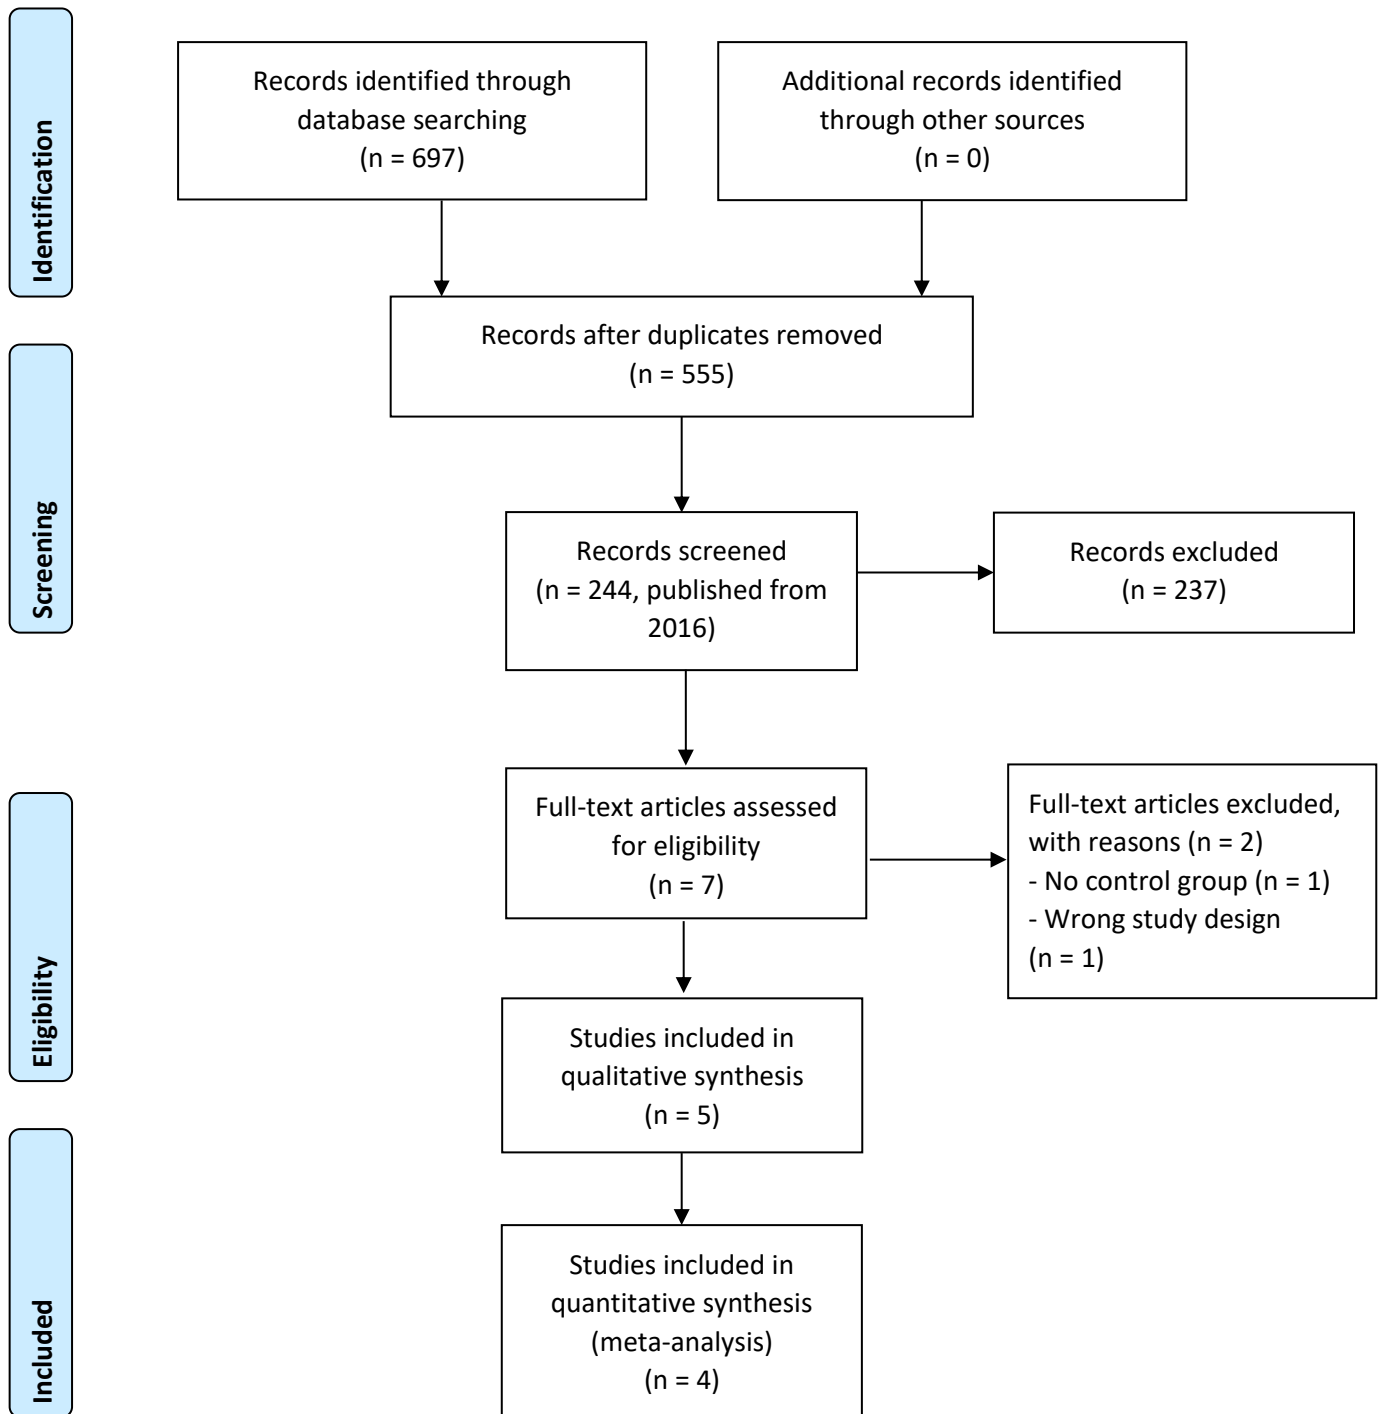 Identification
Records identified through
database searching
(n = 697)
Additional records identified
through other sources
(n = 0)
Records after duplicates removed
(n = 555)
Screening
Records screened
(n = 244, published from
2016)
Records excluded
(n = 237)
Eligibility
Full-text articles assessed
for eligibility
(n = 7)
Full-text articles excluded,
with reasons (n = 2)
- No control group (n = 1)
- Wrong study design
(n = 1)
Studies included in
qualitative synthesis
(n = 5)
Included
Studies included in
quantitative synthesis
(meta-analysis)
(n = 4)